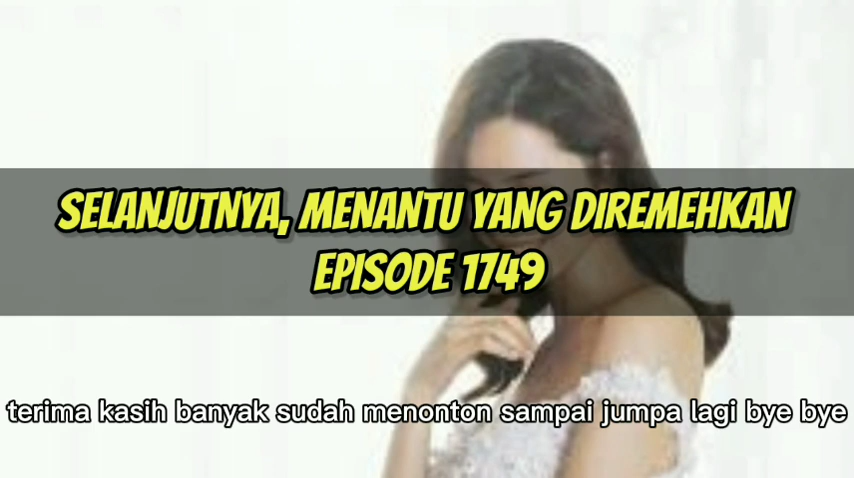 SELANJUTNYA, MENANTU YANG DIREMEHKAN
EPISODE 1749
terima kasih banyak sudah menonton sampai jumpa lagi bye bye